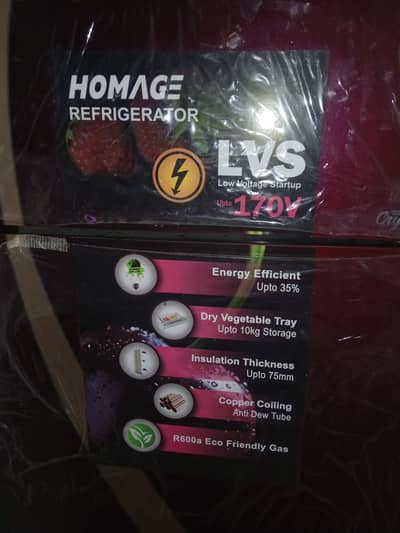 HOMAGE
REFRIGERATOR
LVS
Low Voltage Startup
Upto 170V
Energy Efficient
Upto 35%
Dry Vegetable Tray
Upto 10kg Storage
Insulation Thickness
Upto 75mm
Copper Coiling
Anti Dew Tube
R600a Eco Friendly Gas